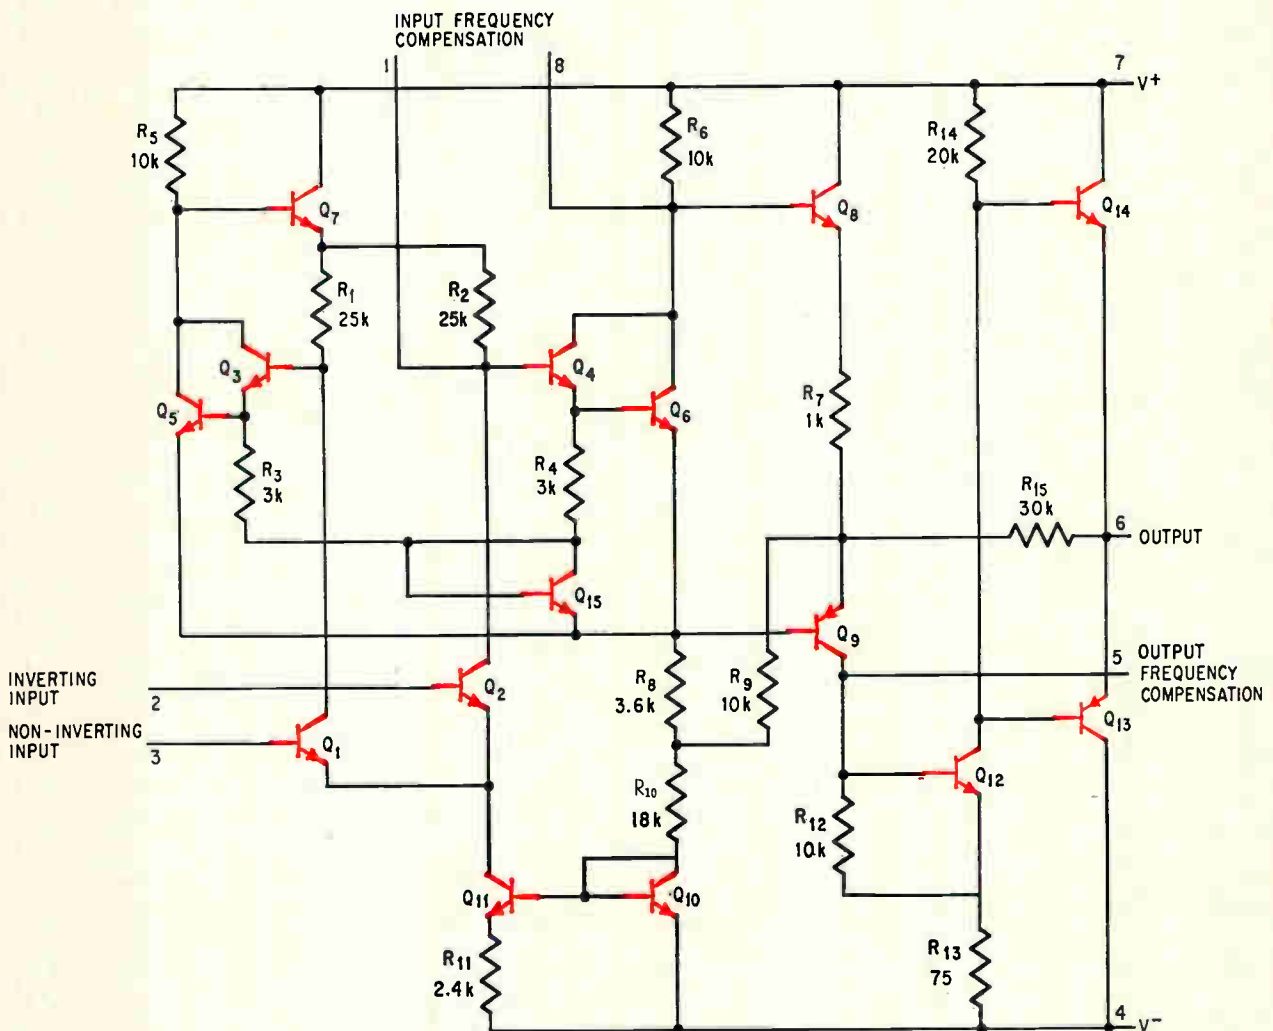 INPUT FREQUENCY
COMPENSATION
1
8
7
V+
R5
10k
R6
10k
R14
20k
Q7
Q8
Q14
R1
25k
R2
25k
Q3
Q4
Q5
Q6
R7
1k
R3
3k
R4
3k
R15
30k
6
OUTPUT
Q15
Q9
5
OUTPUT
FREQUENCY
COMPENSATION
INVERTING
INPUT
2
Q2
R8
3.6k
R9
10k
Q13
NON-INVERTING
INPUT
3
Q1
Q12
R10
18k
R12
10k
Q11
Q10
R11
2.4k
R13
75
4
V-